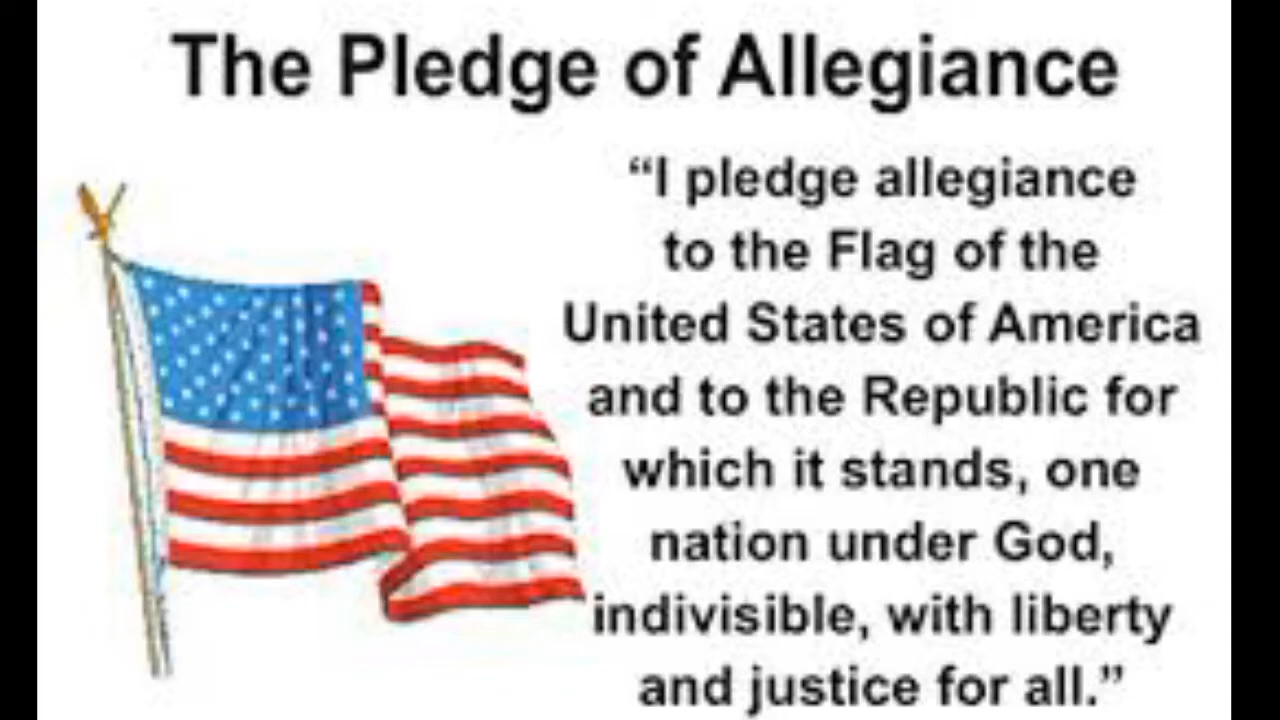 The Pledge of Allegiance
“I pledge allegiance
to the Flag of the
United States of America
and to the Republic for
which it stands, one
nation under God,
indivisible, with liberty
and justice for all.”